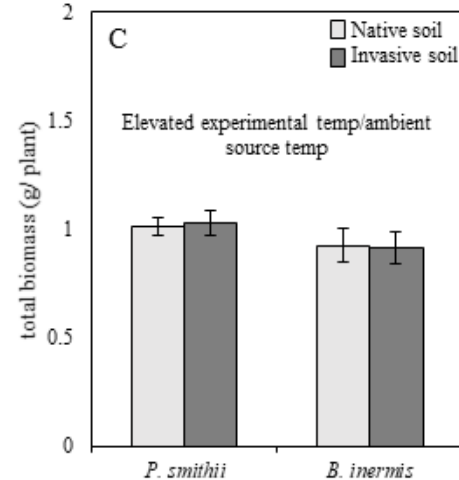 C
Native soil
Invasive soil
Elevated experimental temp/ambient
source temp
total biomass (g/ plant)
2
1.5
1
0.5
0
P. smithii
B. inermis